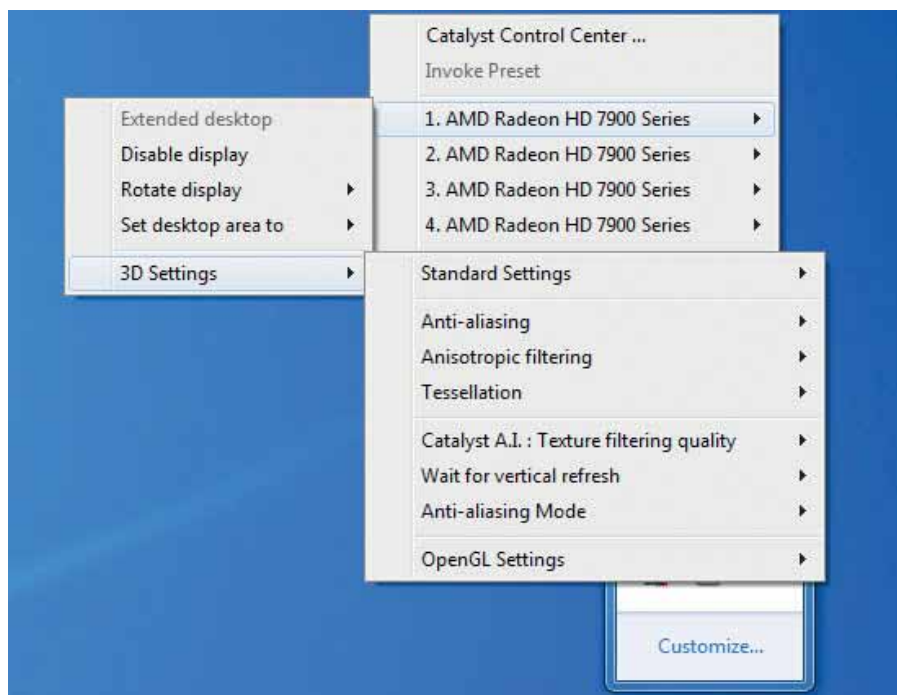 Catalyst Control Center ...
Invoke Preset
1. AMD Radeon HD 7900 Series
2. AMD Radeon HD 7900 Series
3. AMD Radeon HD 7900 Series
4. AMD Radeon HD 7900 Series
Extended desktop
Disable display
Rotate display
Set desktop area to
3D Settings
Standard Settings
Anti-aliasing
Anisotropic filtering
Tessellation
Catalyst A.I. : Texture filtering quality
Wait for vertical refresh
Anti-aliasing Mode
OpenGL Settings
Customize...